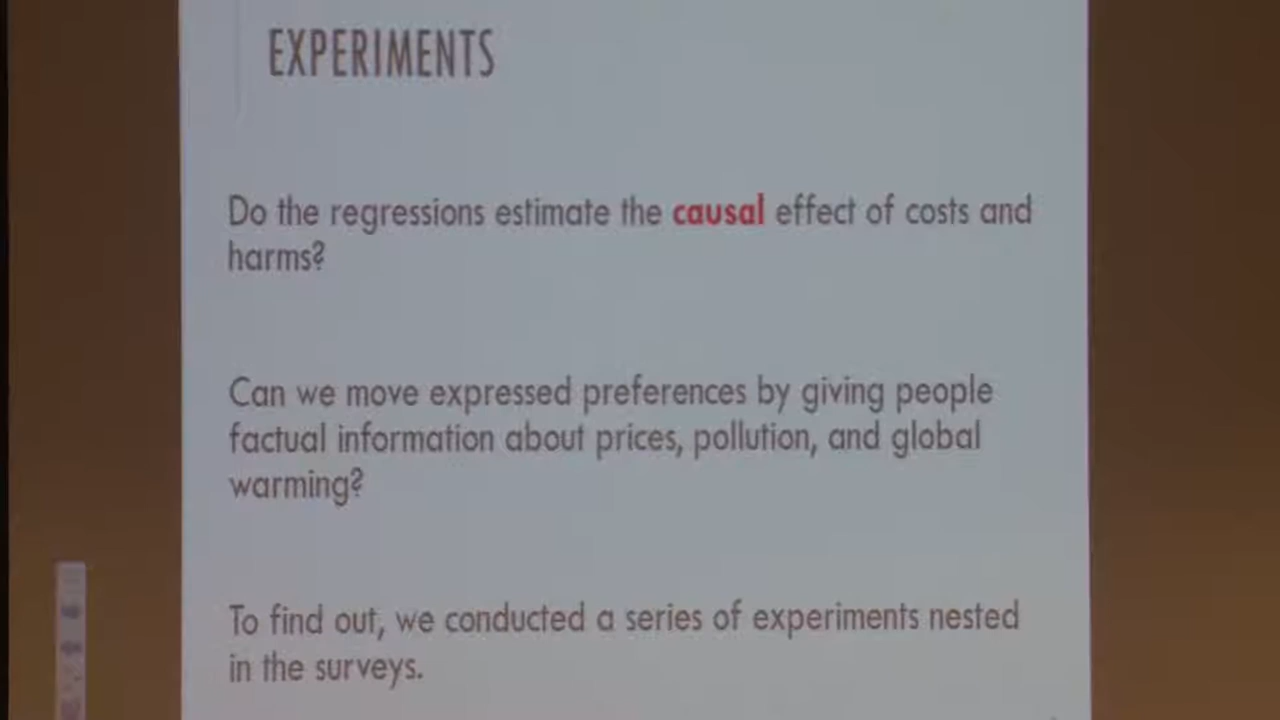 EXPERIMENTS
Do the regressions estimate the causal effect of costs and
harms?
Can we move expressed preferences by giving people
factual information about prices, pollution, and global
warming?
To find out, we conducted a series of experiments nested
in the surveys.